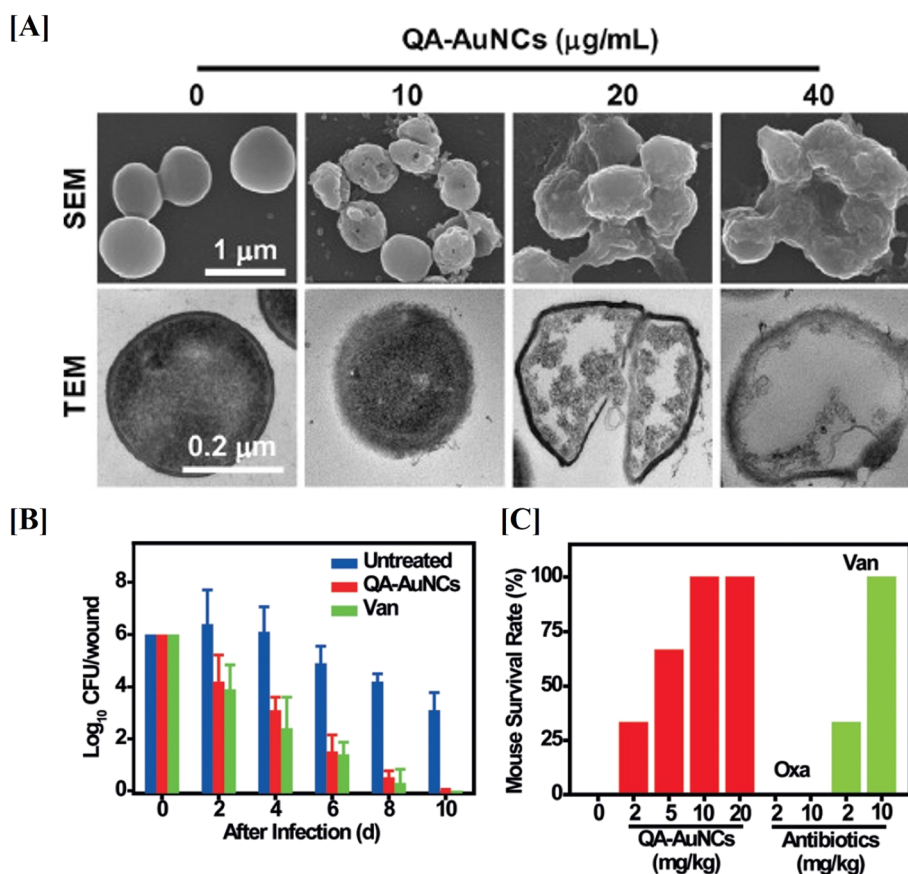 [A]
QA-AuNCs (μg/mL)
0 10 20 40
SEM
1 μm
TEM
0.2 μm
[B]
Log10 CFU/wound
8
6
4
2
0
Untreated
QA-AuNCs
Van
0 2 4 6 8 10
After Infection (d)
[C]
Mouse Survival Rate (%)
100
75
50
25
0
Van
Oxa
0 2 5 10 20 2 10 2 10
QA-AuNCs Antibiotics
(mg/kg) (mg/kg)